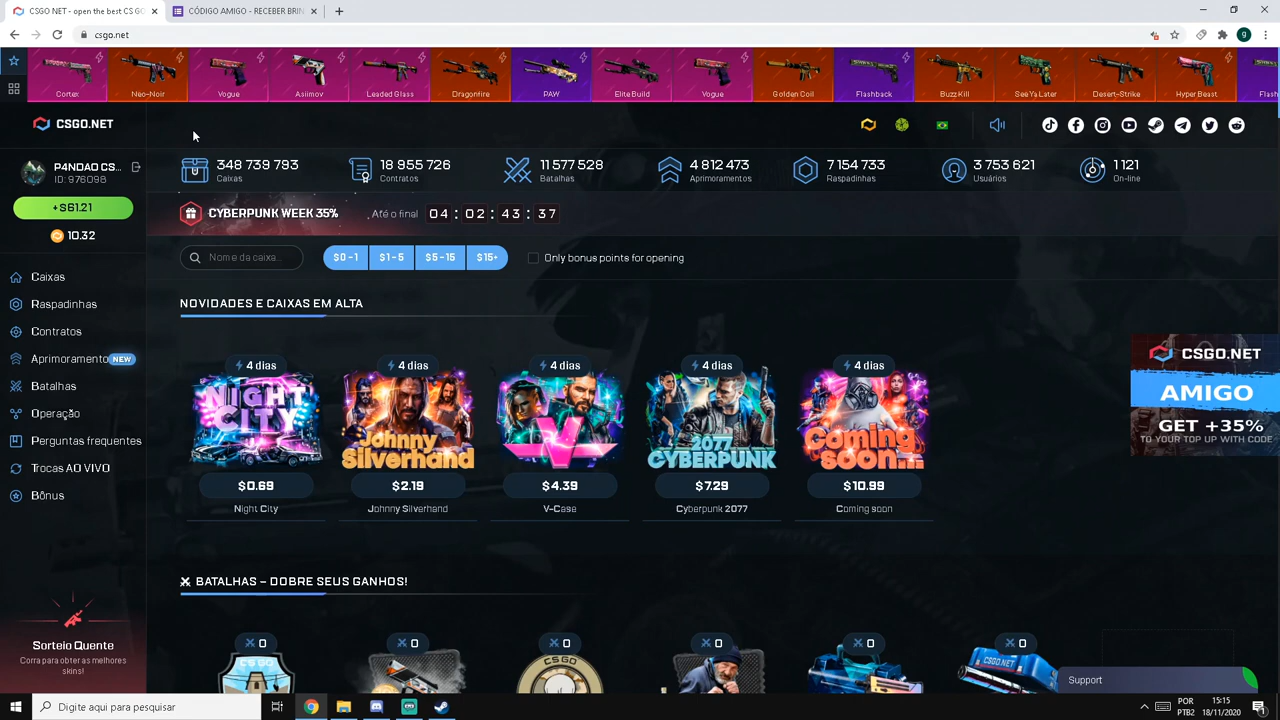 CSGO NET - open the best CS GO
CÓDIGO AMIGO - RECEBER BRIN
csgo.net
Cortex
Neo-Noir
Vogue
Asiimov
Leaded Glass
Dragonfire
PAW
Elite Build
Vogue
Golden Coil
Flashback
Buzz Kill
See Ya Later
Desert-Strike
Hyper Beast
Flash
CSGO.NET
P4NDAO CS...
ID: 976098
+$61.21
10.32
348 739 793
Caixas
18 955 726
Contratos
11 577 528
Batalhas
4 812 473
Aprimoramentos
7 154 733
Raspadinhas
3 753 621
Usuários
1 121
On-line
CYBERPUNK WEEK 35%
Até o final
04 : 02 : 43 : 37
Nome da caixa...
$0 - 1
$1 - 5
$5 - 15
$15+
Only bonus points for opening
Caixas
Raspadinhas
Contratos
Aprimoramento NEW
Batalhas
Operação
Perguntas frequentes
Trocas AO VIVO
Bônus
NOVIDADES E CAIXAS EM ALTA
4 dias
4 dias
4 dias
4 dias
4 dias
NIGHT CITY
Johnny Silverhand
V
2077 CYBERPUNK
Coming soon...
$0.69
$2.19
$4.39
$7.29
$10.99
Night City
Johnny Silverhand
V-Case
Cyberpunk 2077
Coming soon
CSGO.NET
AMIGO
GET +35%
TO YOUR TOP UP WITH CODE
BATALHAS – DOBRE SEUS GANHOS!
0
0
0
0
0
0
CS GO
CS GO
CSGO.NET
Sorteio Quente
Corra para obter as melhores
skins!
Support
Digite aqui para pesquisar
POR
PTB2
15:15
18/11/2020